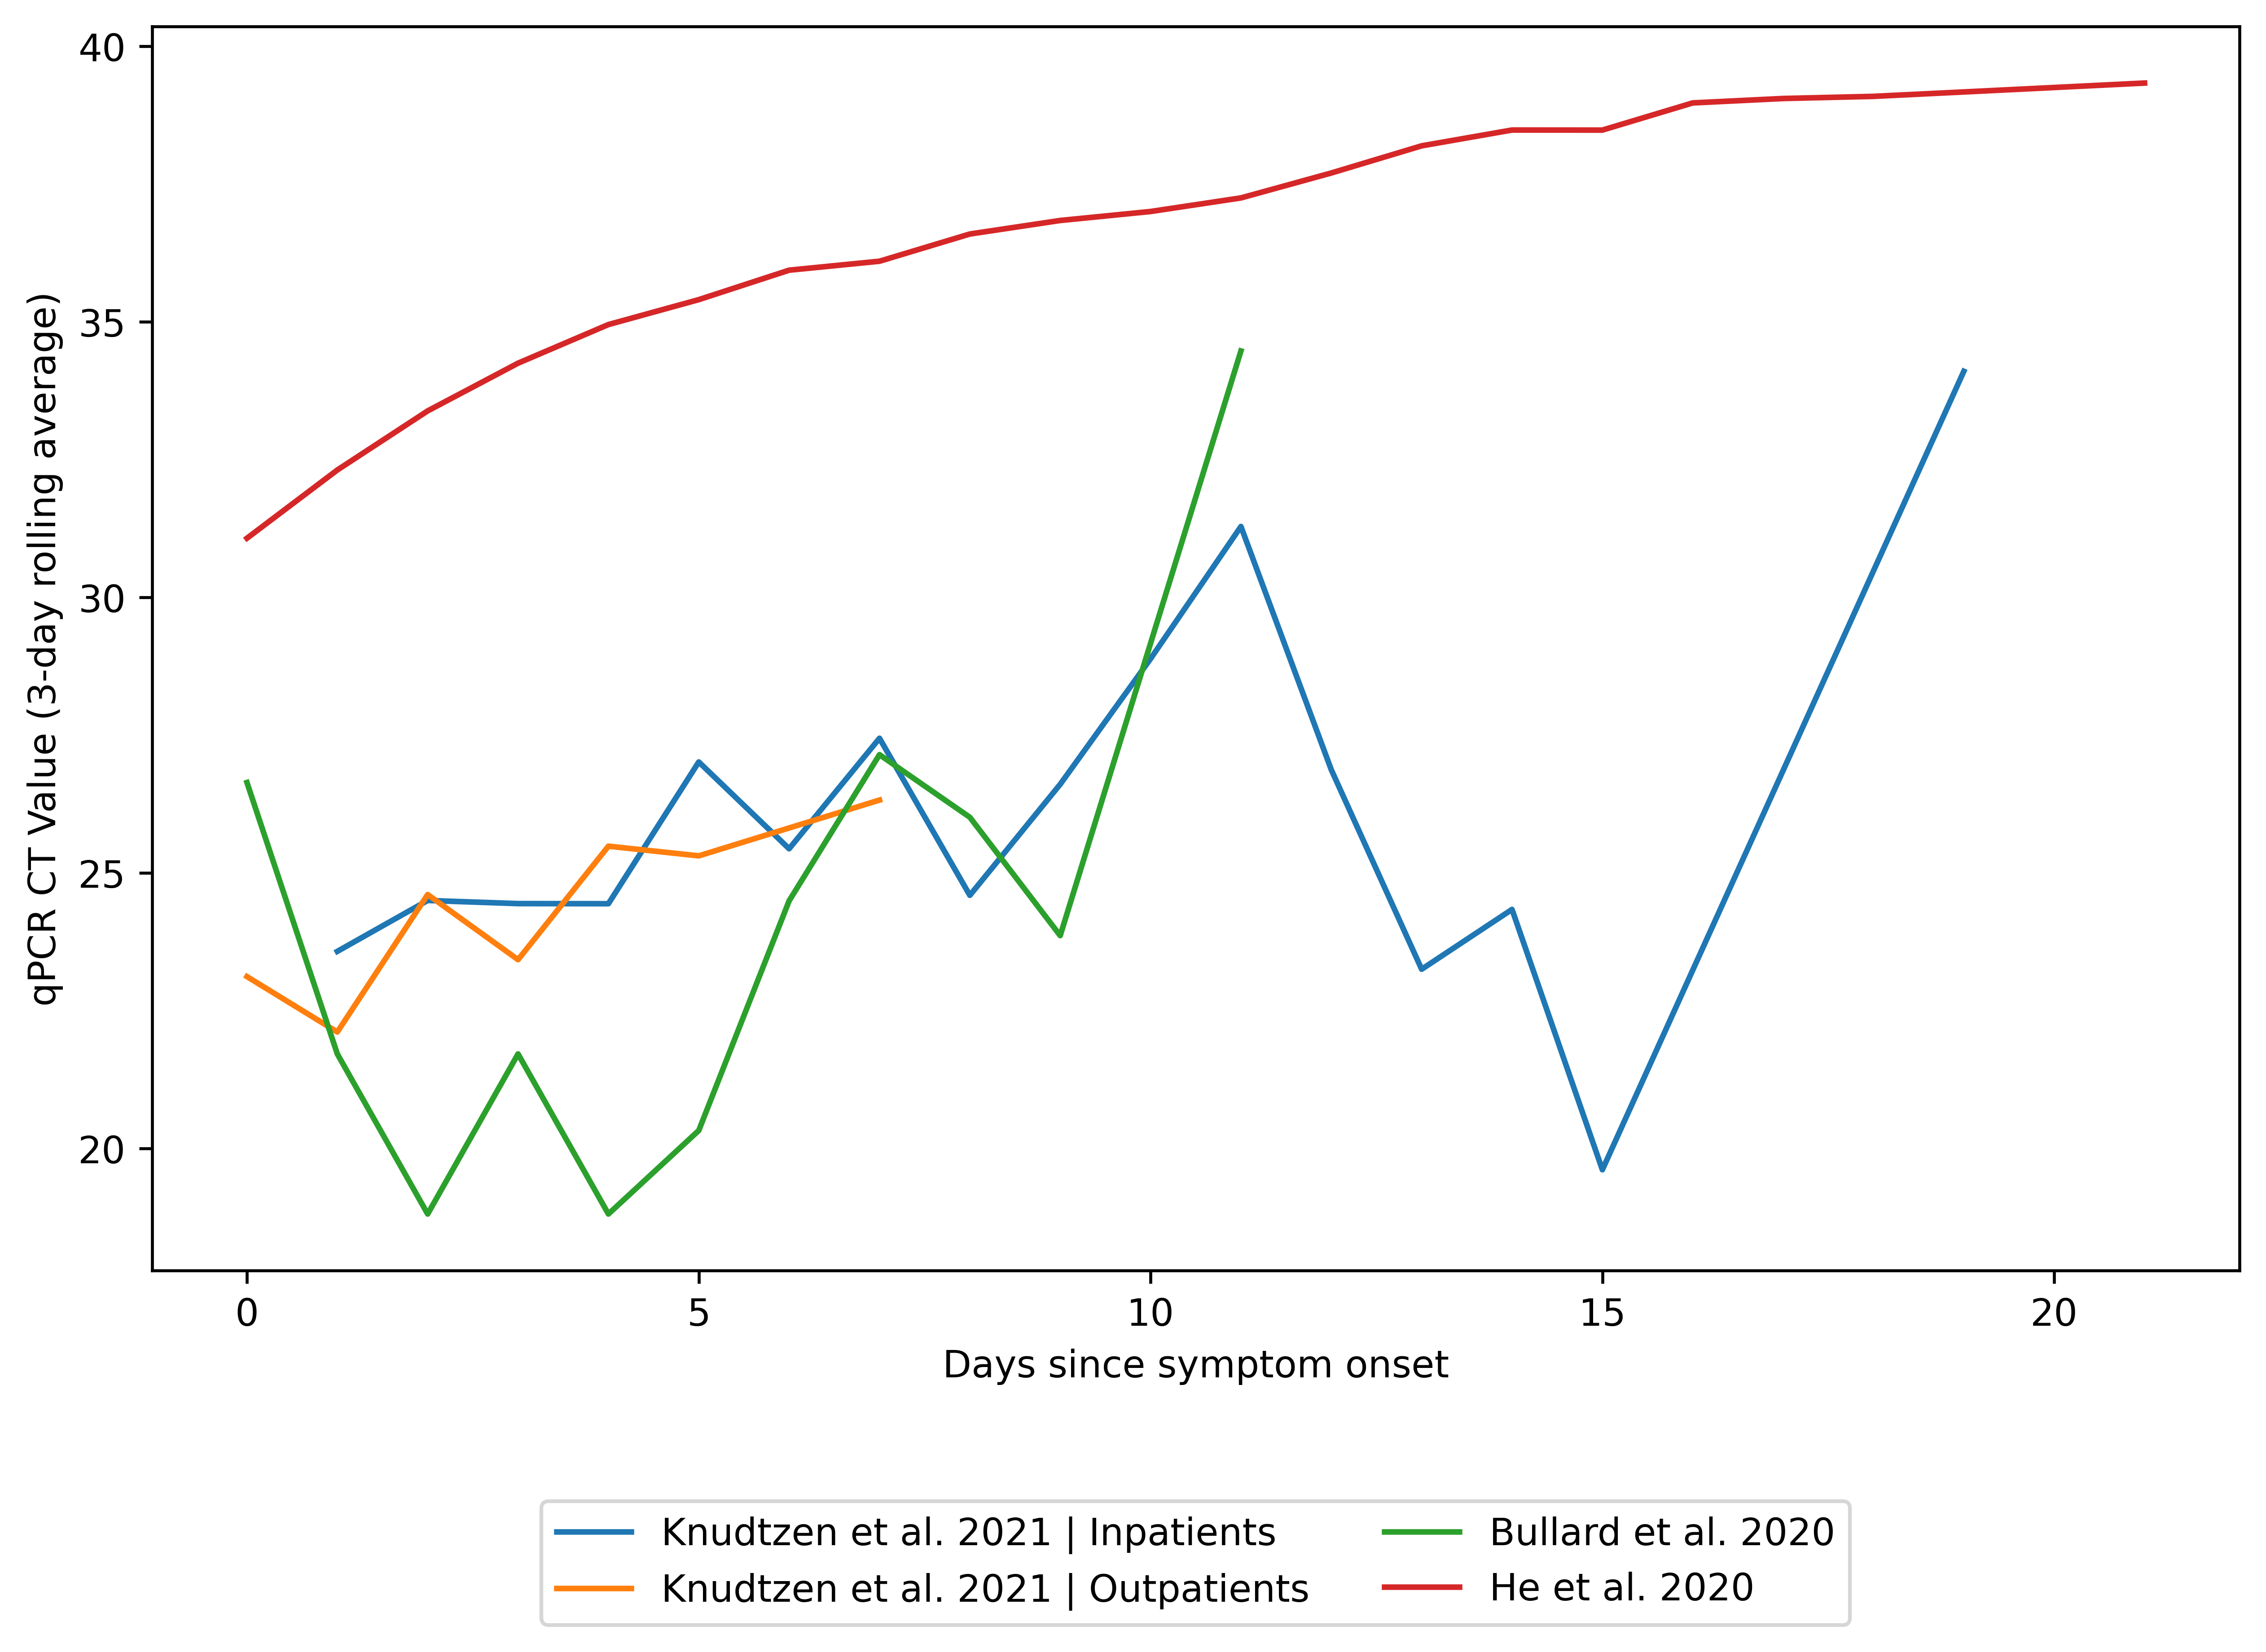 40
35
30
25
20
qPCR CT Value (3-day rolling average)
0 5 10 15 20
Days since symptom onset
Knudtzen et al. 2021 | Inpatients
Knudtzen et al. 2021 | Outpatients
Bullard et al. 2020
He et al. 2020